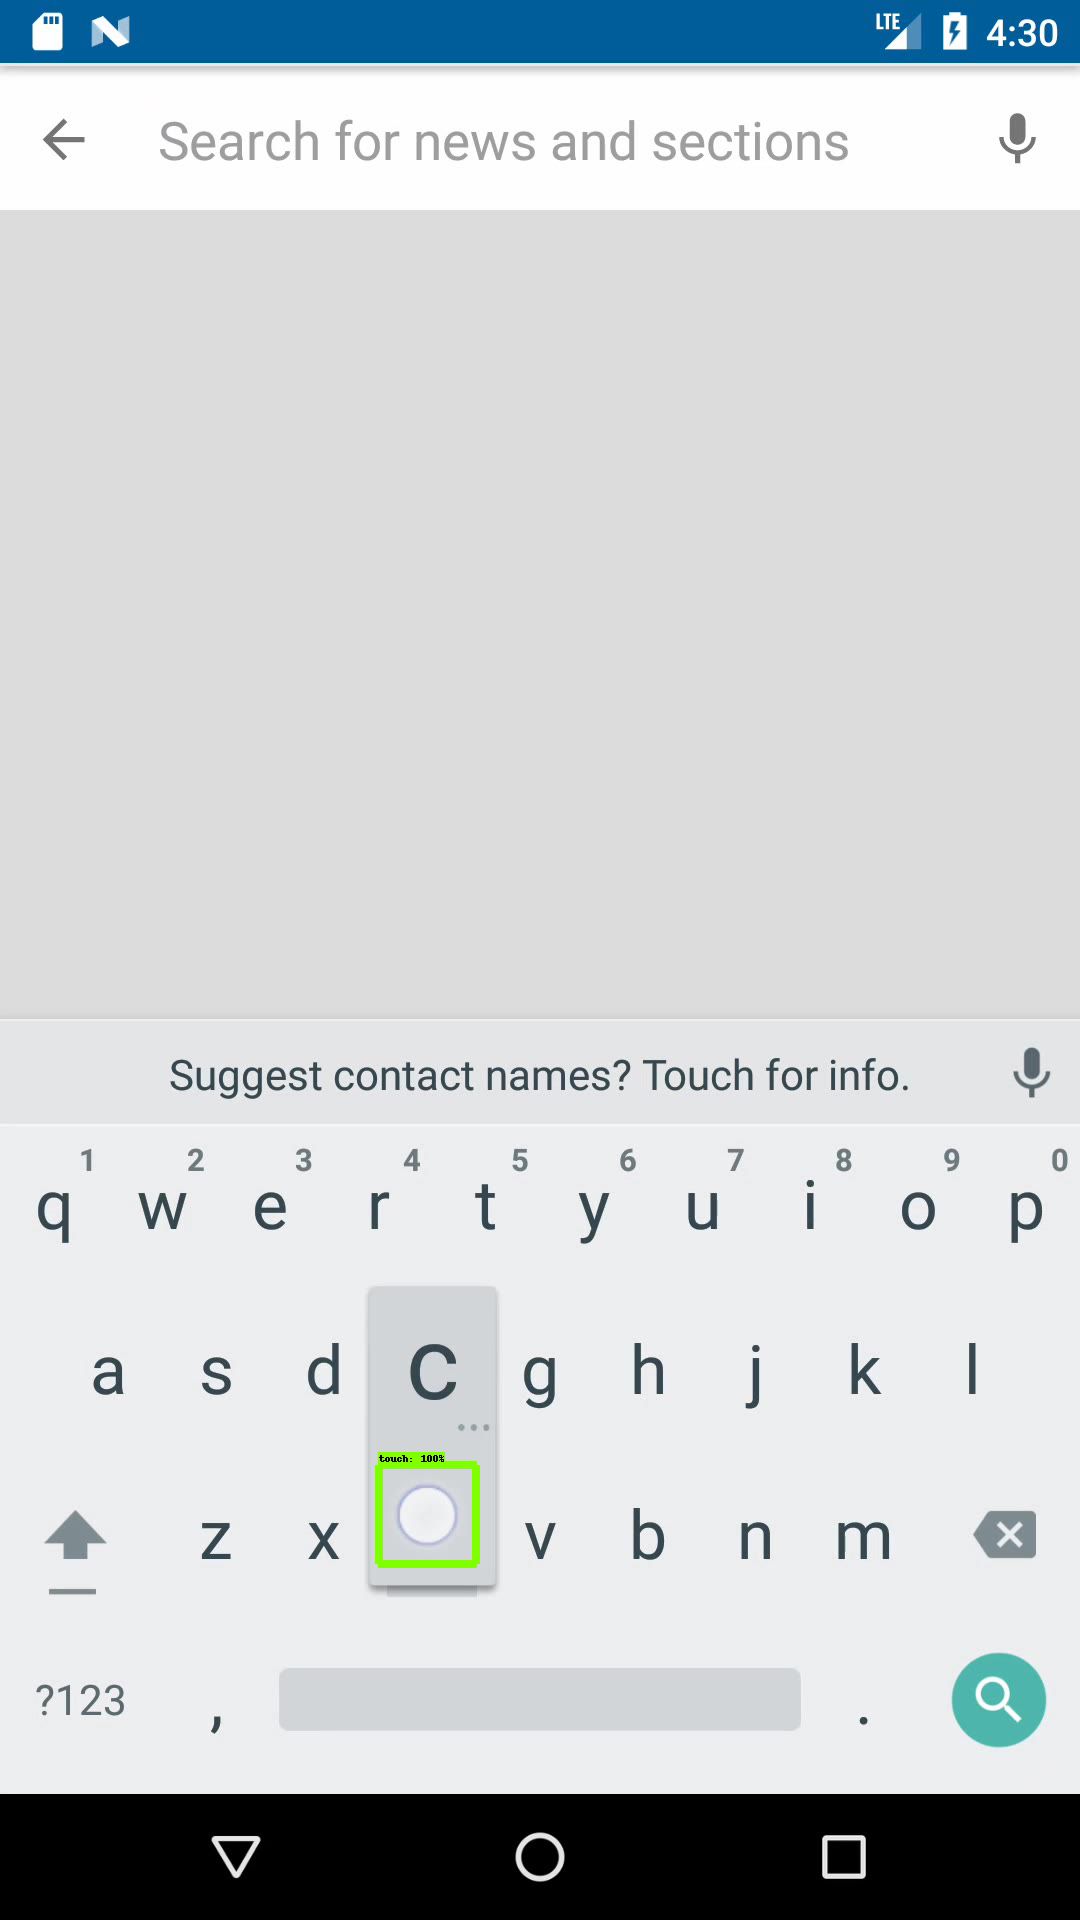 LTE 4:30
Search for news and sections
Suggest contact names? Touch for info.
1 2 3 4 5 6 7 8 9 0
q w e r t y u i o p
a s d c g h j k l
touch: 100%
z x v b n m
?123 , .